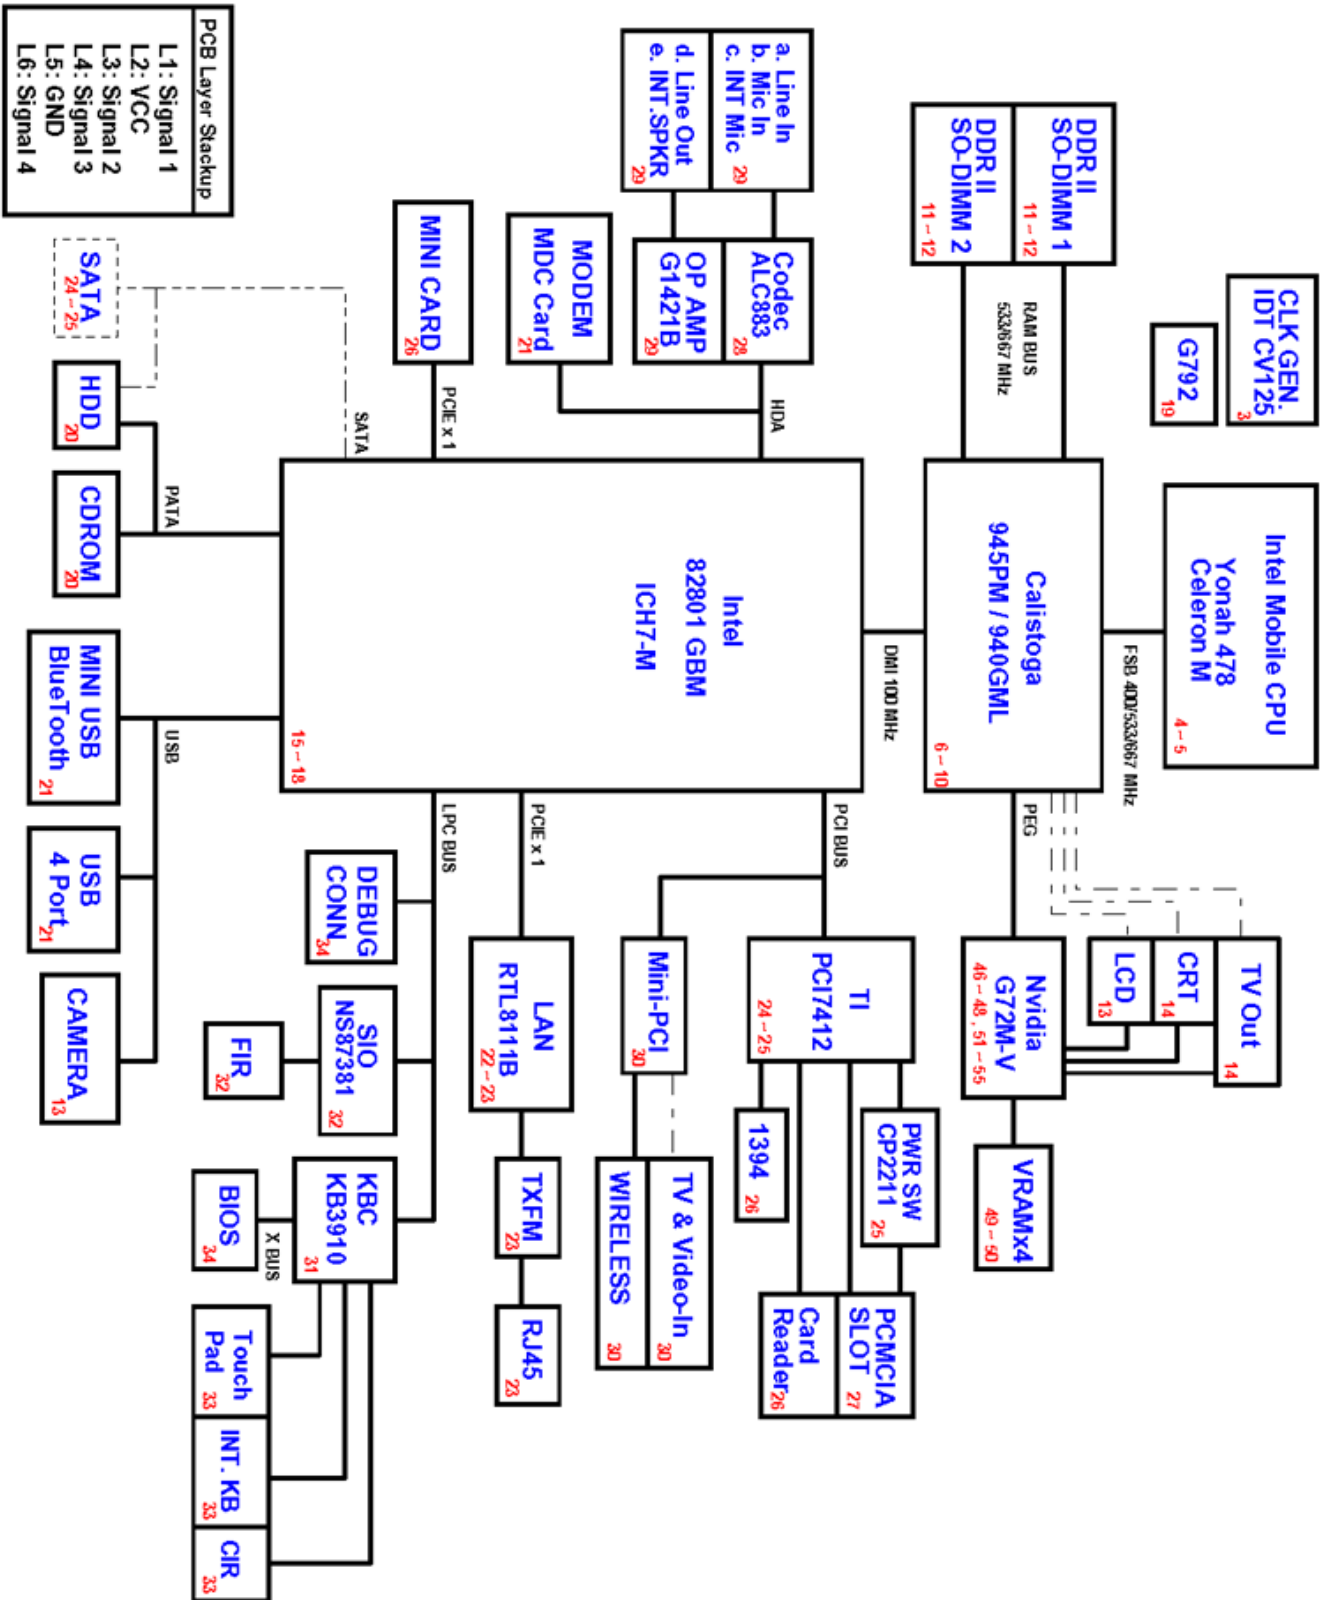 CLK GEN.
IDT CV125
3
G792
19
Intel Mobile CPU
Yonah 478
Celeron M
4~5
FSB 400/533/667 MHz
DDR II
SO-DIMM 1
11~12
DDR II
SO-DIMM 2
11~12
RAM BUS
533/667 MHz
Calistoga
945PM / 940GML
6~10
PEG
TV Out
14
CRT
14
LCD
13
Nvidia
G72M-V
46~48 , 51~55
VRAMx4
49~50
DMI 100 MHz
a. Line In
b. Mic In
c. INT Mic
29
d. Line Out
e. INT.SPKR
29
Codec
ALC883
28
OP AMP
G1421B
29
HDA
MODEM
MDC Card
21
MINI CARD
26
PCIE x 1
SATA
Intel
82801 GBM
ICH7-M
15~18
PCI BUS
TI
PCI7412
24~25
PWR SW
CP2211
25
PCMCIA
SLOT
27
Card
Reader
26
1394
26
Mini-PCI
30
TV & Video-In
30
WIRELESS
30
PCIE x 1
LAN
RTL8111B
22~23
TXFM
23
RJ45
23
LPC BUS
DEBUG
CONN
34
SIO
NS87381
32
FIR
32
KBC
KB3910
31
X BUS
BIOS
34
Touch
Pad
33
INT. KB
33
CIR
33
SATA
24~25
HDD
20
PATA
CDROM
20
USB
MINI USB
BlueTooth
21
USB
4 Port
21
CAMERA
13
PCB Layer Stackup
L1: Signal 1
L2: VCC
L3: Signal 2
L4: Signal 3
L5: GND
L6: Signal 4